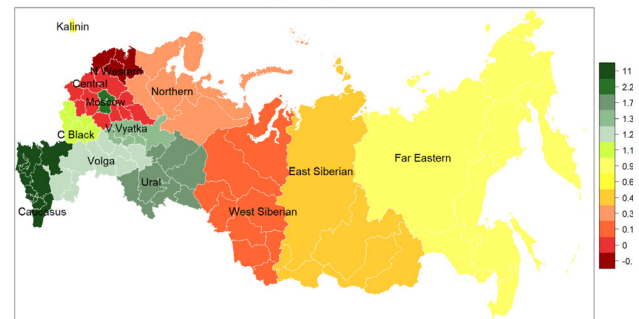 Kalinin
N Western
Central
Northern
Moscow
C Black
V.Vyatka
Volga
Ural
Caucasus
West Siberian
East Siberian
Far Eastern
11
2.2
1.7
1.3
1.2
1.1
0.9
0.6
0.4
0.3
0.1
0
-0.